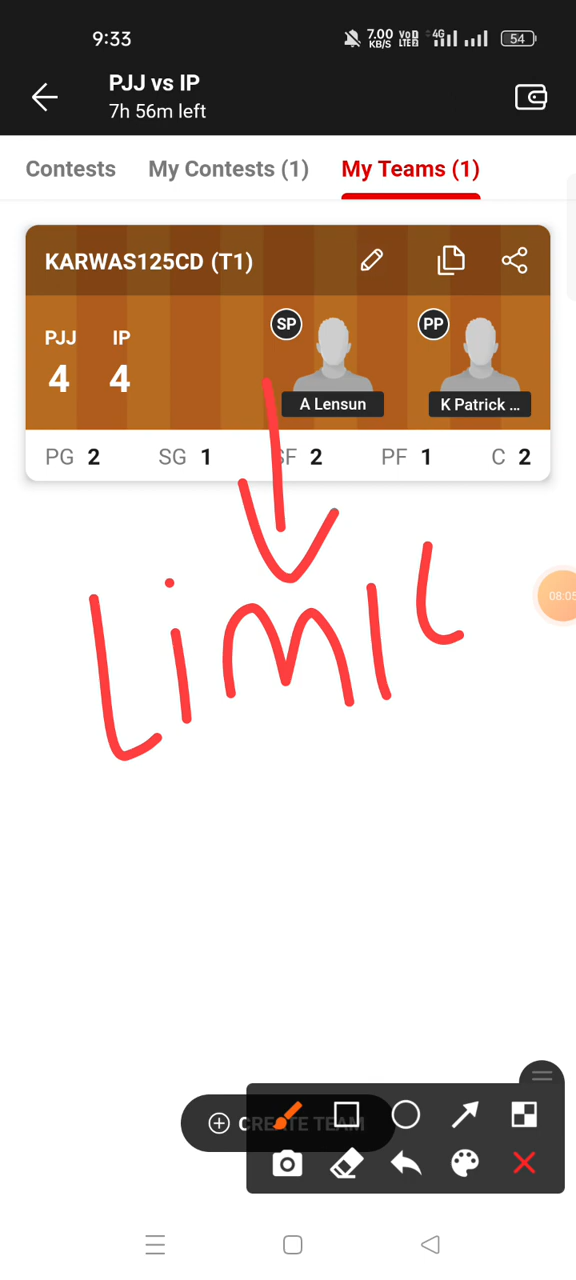 9:33 7.00 KB/S Vo LTE2 4G 54
PJJ vs IP
7h 56m left
Contests My Contests (1) My Teams (1)
KARWAS125CD (T1)
PJJ IP SP PP
4 4
A Lensun K Patrick ...
PG 2 SG 1 SF 2 PF 1 C 2
08:05
CREATE TEAM